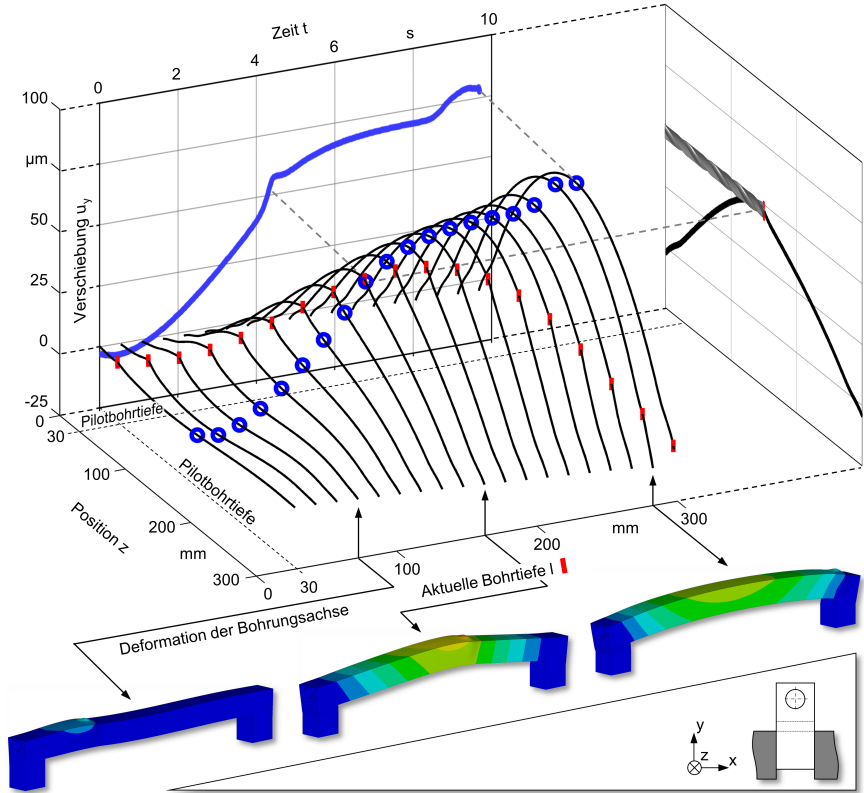 Zeit t
s
0
2
4
6
10
100
µm
50
25
0
-25
Verschiebung uy
0
30
100
200
mm
300
Position z
Pilotbohrtiefe
Pilotbohrtiefe
0
30
100
200
mm
300
Aktuelle Bohrtiefe l
Deformation der Bohrungsachse
y
z
x